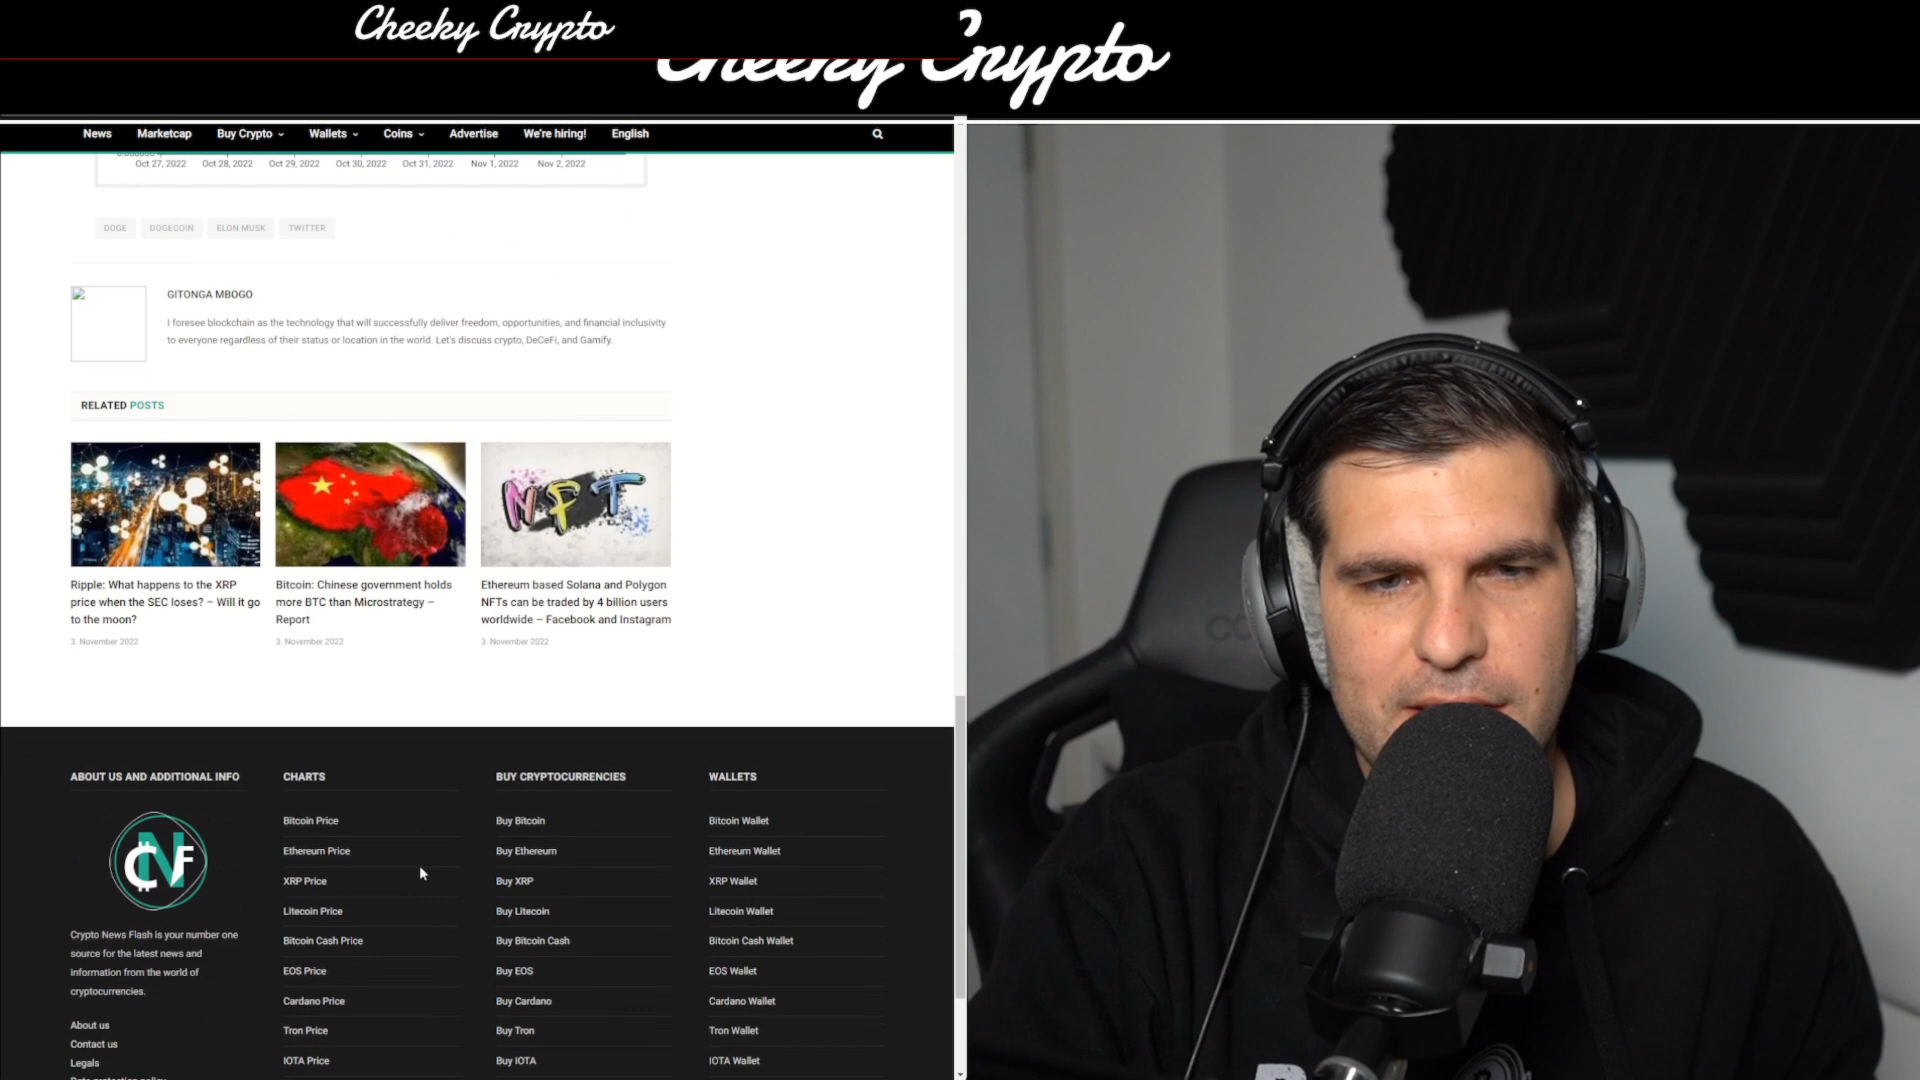 Cheeky Crypto
Cheeky Crypto
News Marketcap Buy Crypto Wallets Coins Advertise We're hiring! English
Oct 27, 2022 Oct 28, 2022 Oct 29, 2022 Oct 30, 2022 Oct 31, 2022 Nov 1, 2022 Nov 2, 2022
DOGE DOGECOIN ELON MUSK TWITTER
GITONGA MBOGO
I foresee blockchain as the technology that will successfully deliver freedom, opportunities, and financial inclusivity
to everyone regardless of their status or location in the world. Let's discuss crypto, DeCeFi, and Gamify.
RELATED POSTS
NFT
Ripple: What happens to the XRP
price when the SEC loses? – Will it go
to the moon?
3. November 2022
Bitcoin: Chinese government holds
more BTC than Microstrategy –
Report
3. November 2022
Ethereum based Solana and Polygon
NFTs can be traded by 4 billion users
worldwide – Facebook and Instagram
3. November 2022
ABOUT US AND ADDITIONAL INFO
CNF
Crypto News Flash is your number one
source for the latest news and
information from the world of
cryptocurrencies.
About us
Contact us
Legals
Data protection policy
CHARTS
Bitcoin Price
Ethereum Price
XRP Price
Litecoin Price
Bitcoin Cash Price
EOS Price
Cardano Price
Tron Price
IOTA Price
BUY CRYPTOCURRENCIES
Buy Bitcoin
Buy Ethereum
Buy XRP
Buy Litecoin
Buy Bitcoin Cash
Buy EOS
Buy Cardano
Buy Tron
Buy IOTA
WALLETS
Bitcoin Wallet
Ethereum Wallet
XRP Wallet
Litecoin Wallet
Bitcoin Cash Wallet
EOS Wallet
Cardano Wallet
Tron Wallet
IOTA Wallet